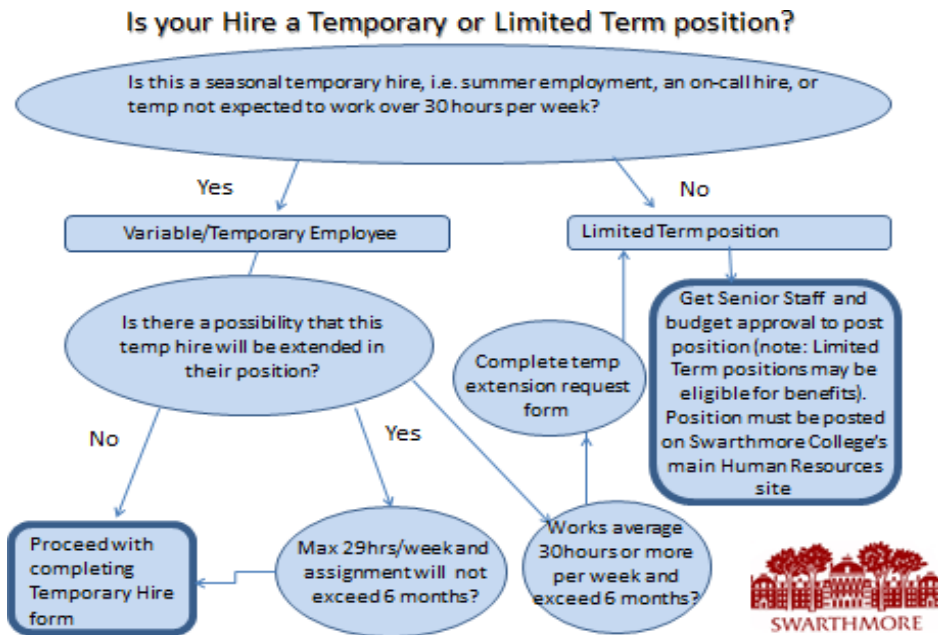 Is your Hire a Temporary or Limited Term position?
Is this a seasonal temporary hire, i.e. summer employment, an on-call hire, or
temp not expected to work over 30 hours per week?
Yes
No
Variable/Temporary Employee
Limited Term position
Is there a possibility that this
temp hire will be extended in
their position?
Complete temp
extension request
form
Get Senior Staff and
budget approval to post
position (note: Limited
Term positions may be
eligible for benefits).
Position must be posted
on Swarthmore College's
main Human Resources
site
No
Yes
Proceed with
completing
Temporary Hire
form
Max 29hrs/week and
assignment will not
exceed 6 months?
Works average
30hours or more
per week and
exceed 6 months?
SWARTHMORE